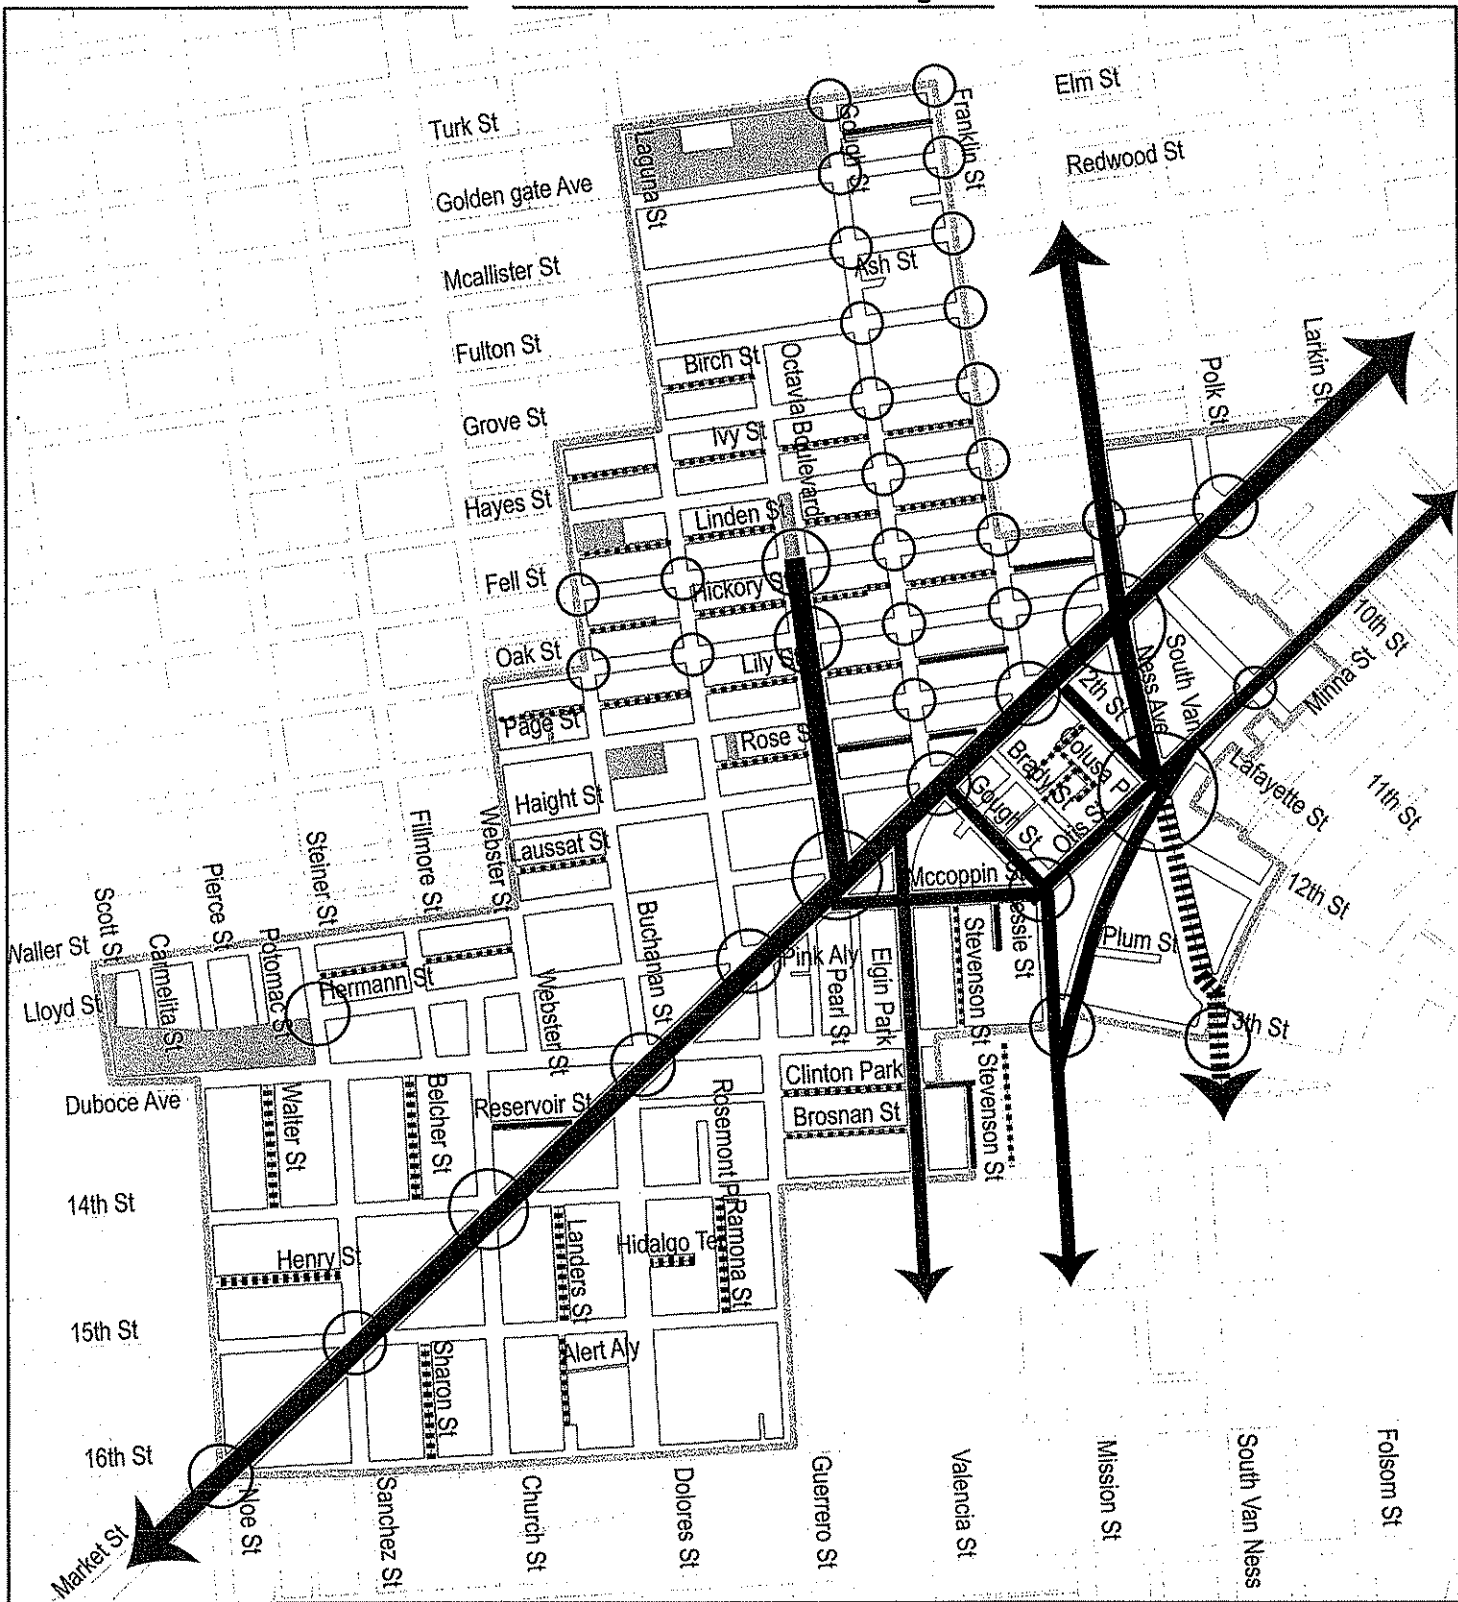 Elm St
Turk St
Franklin St
Gough St
Laguna St
Redwood St
Golden gate Ave
Mcallister St
Ash St
Fulton St
Birch St
Octavia Boulevard
Larkin St
Polk St
Grove St
Ivy St
Hayes St
Linden St
Fell St
Hickory S
10th St
Oak St
Lily S
South Van
Ness Ave
Minna St
2th St
Page St
Rose S
Colusa P
Brady St
Lafayette St
11th St
Haight St
Gough St
Otis S
Webster St
Fillmore St
Steiner St
Laussat St
Pierce St
Mccoppin S
12th St
Scott St
Waller St
Carmelita St
Potomac St
Buchanan St
Stevenson St
essie St
Plum St
Hermann St
Pink Aly
Pearl St
Elgin Park
Lloyd St
Webster St
3th St
Clinton Park
Stevenson St
Duboce Ave
Walter St
Belcher St
Reservoir St
Rosemont Pl
Brosnan St
14th St
Landers St
Hidalgo Te
Ramona St
Henry St
15th St
Sharon St
Alert Aly
16th St
Market St
Noe St
Sanchez St
Church St
Dolores St
Guerrero St
Valencia St
Mission St
South Van Ness
Folsom St